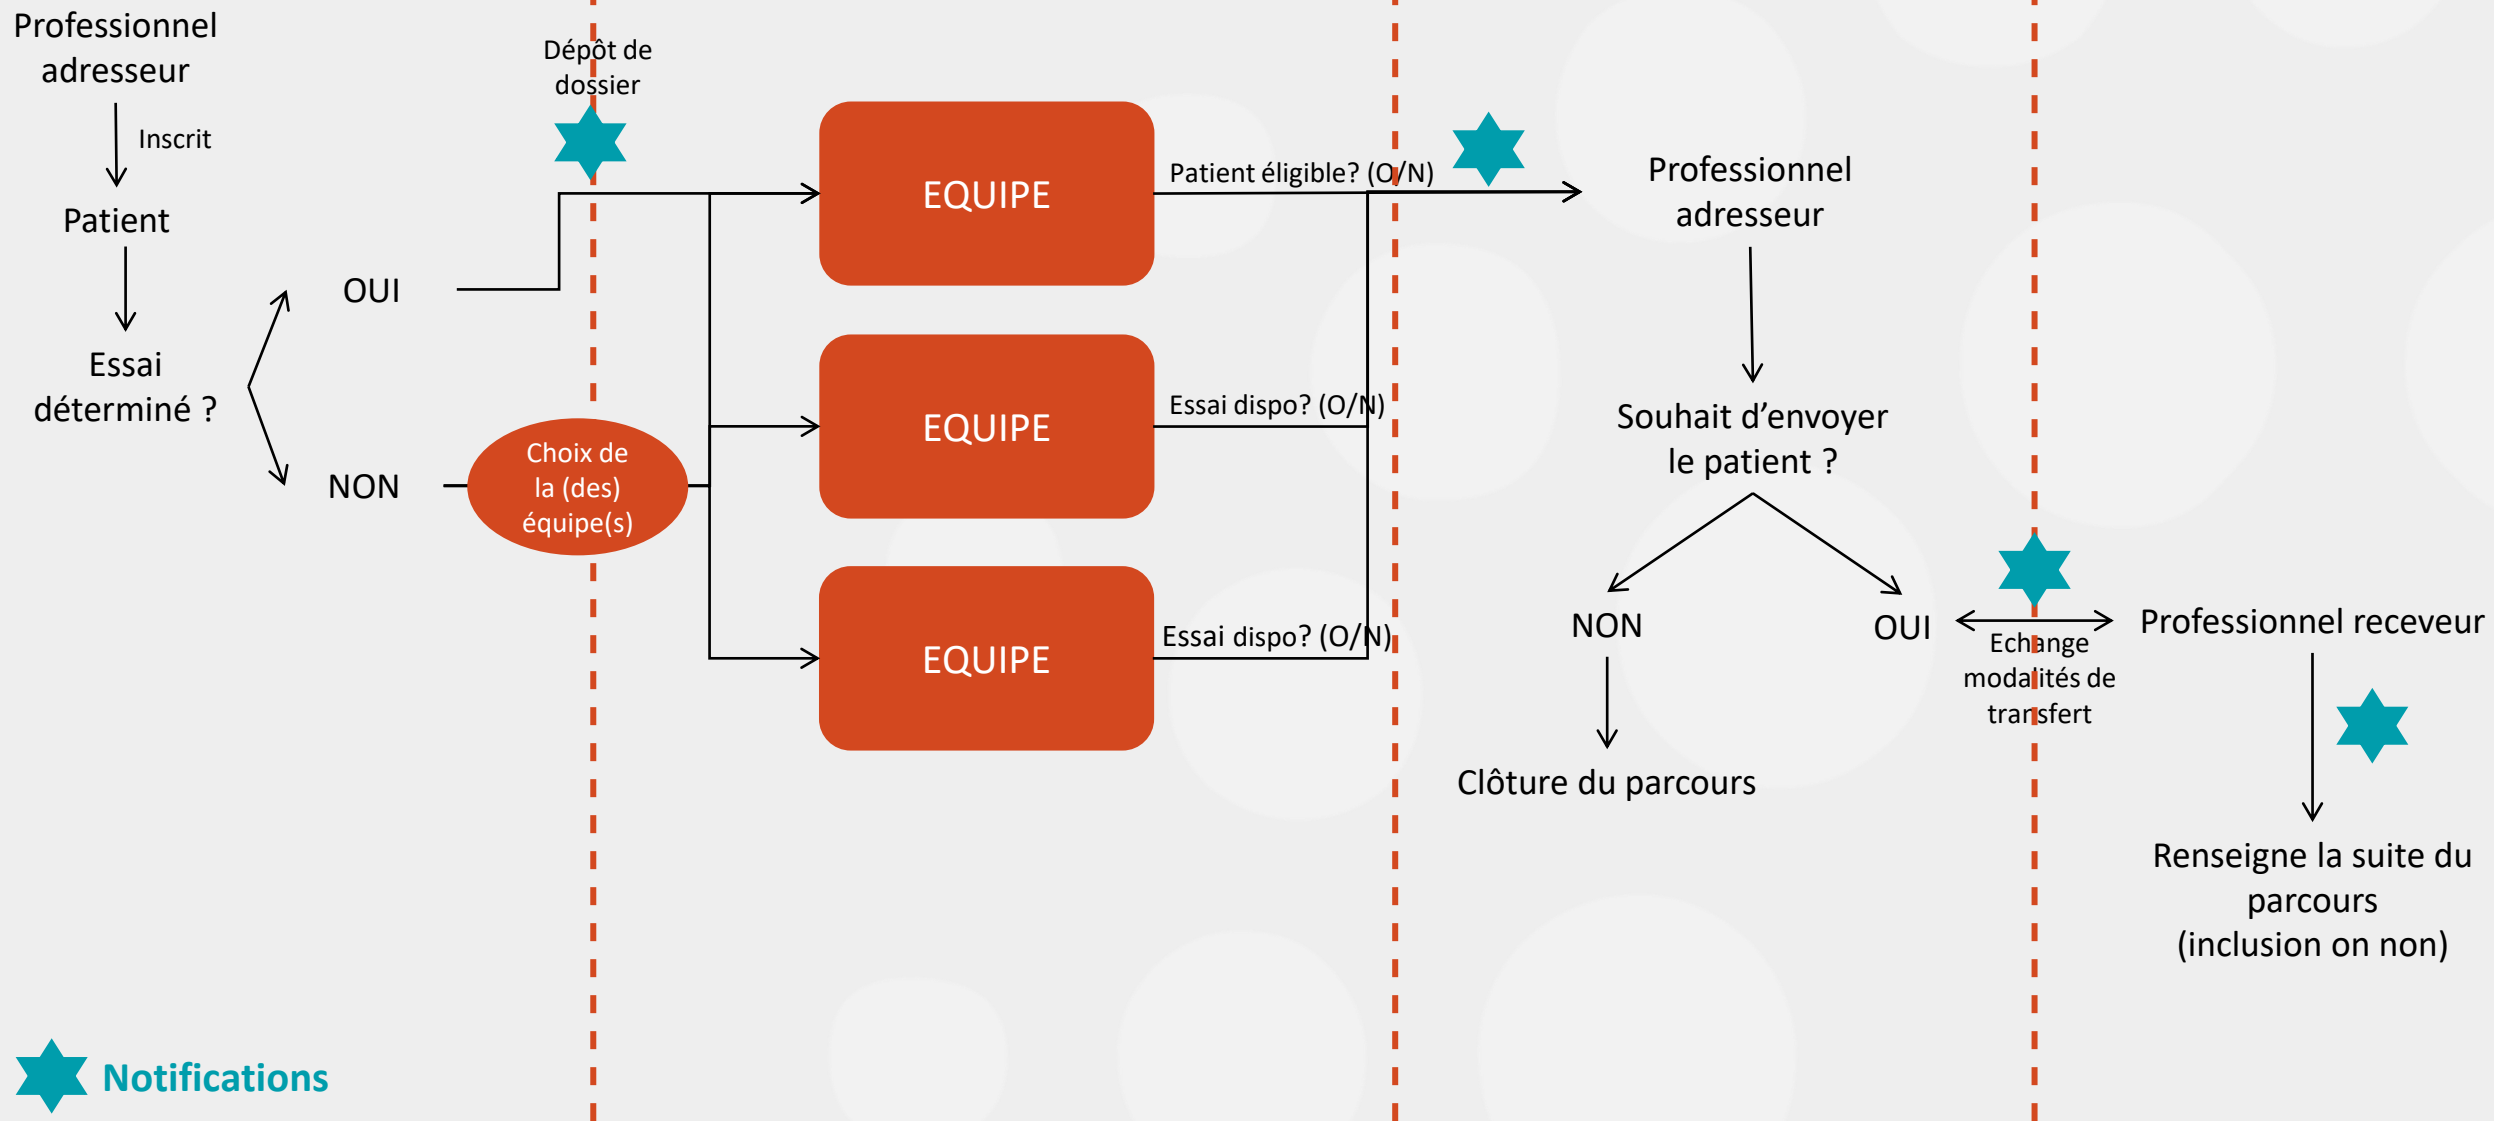 Professionnel
adresseur
Inscrit
Patient
Essai
déterminé ?
OUI
NON
Dépôt de
dossier
Choix de
la (des)
équipe(s)
EQUIPE
EQUIPE
EQUIPE
Patient éligible? (O/N)
Essai dispo? (O/N)
Essai dispo? (O/N)
Professionnel
adresseur
Souhait d’envoyer
le patient ?
NON
OUI
Clôture du parcours
Echange
modalités de
transfert
Professionnel receveur
Renseigne la suite du
parcours
(inclusion on non)
Notifications